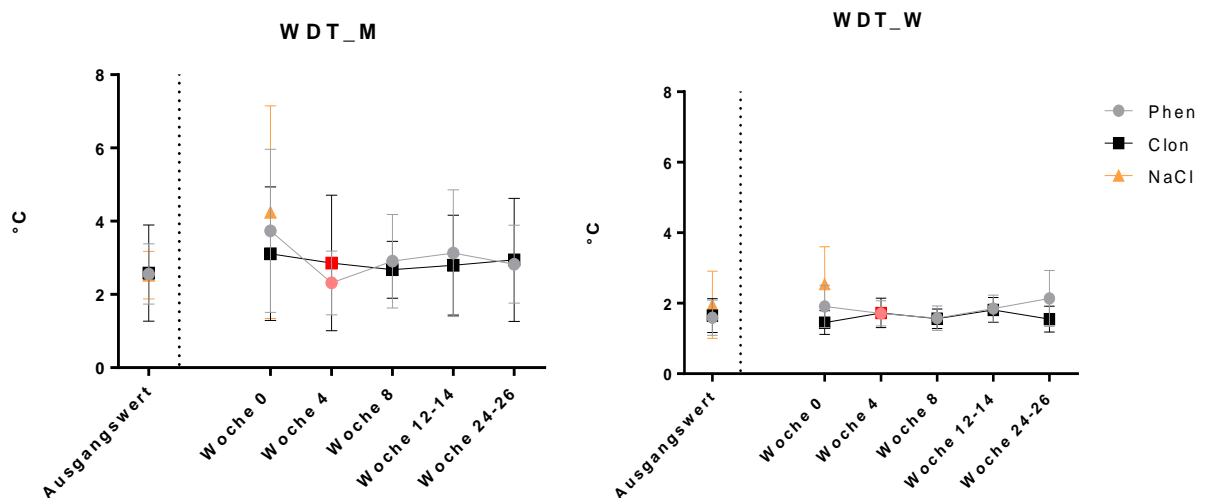 WDT_M
°C
8
6
4
2
0
Ausgangswert
Woche 0
Woche 4
Woche 8
Woche 12-14
Woche 24-26
WDT_W
°C
8
6
4
2
0
Ausgangswert
Woche 0
Woche 4
Woche 8
Woche 12-14
Woche 24-26
Phen
Clon
NaCl